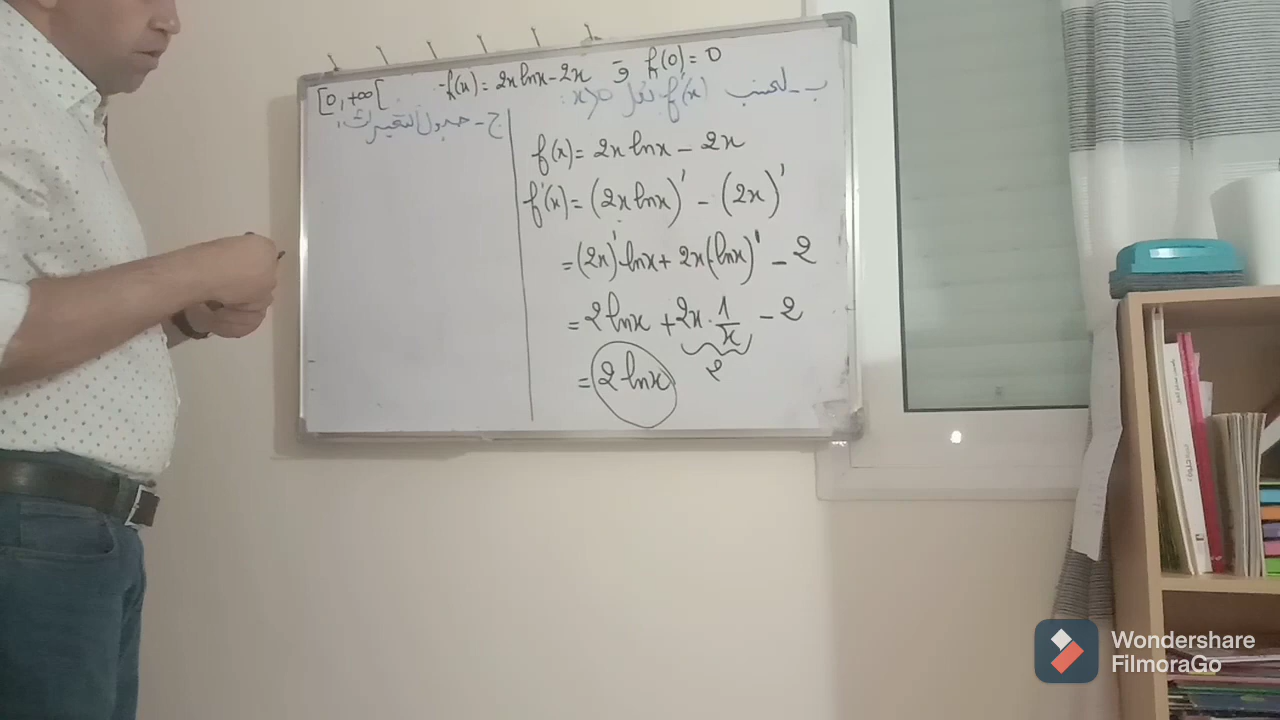 f(x) = 2x lnx - 2x و f(0) = 0
[0, +∞[
ب - لنحسب f'(x) لكل x>0 :
f(x) = 2x lnx - 2x
f'(x) = (2x lnx)' - (2x)'
= (2x)' lnx + 2x(lnx)' - 2
= 2 lnx + 2x · 1/x - 2
2
= 2 lnx
ج - جدول التغيرات :
Wondershare
FilmoraGo